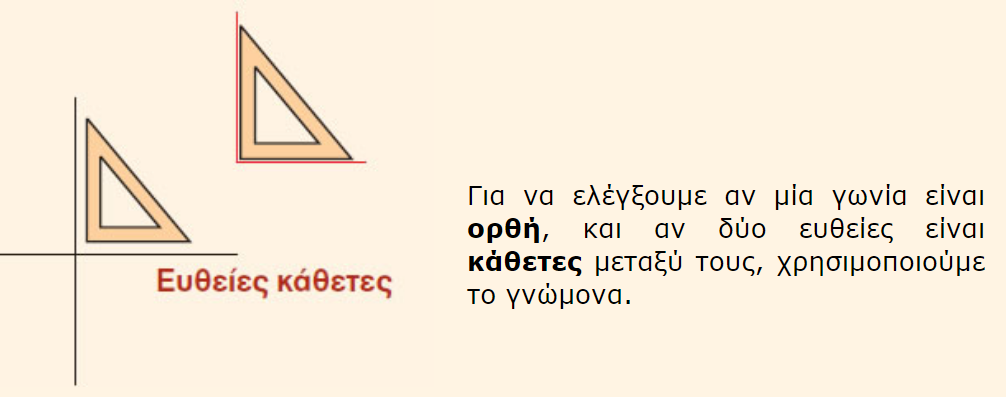 Για να ελέγξουμε αν μία γωνία είναι
ορθή, και αν δύο ευθείες είναι
κάθετες μεταξύ τους, χρησιμοποιούμε
το γνώμονα.
Ευθείες κάθετες